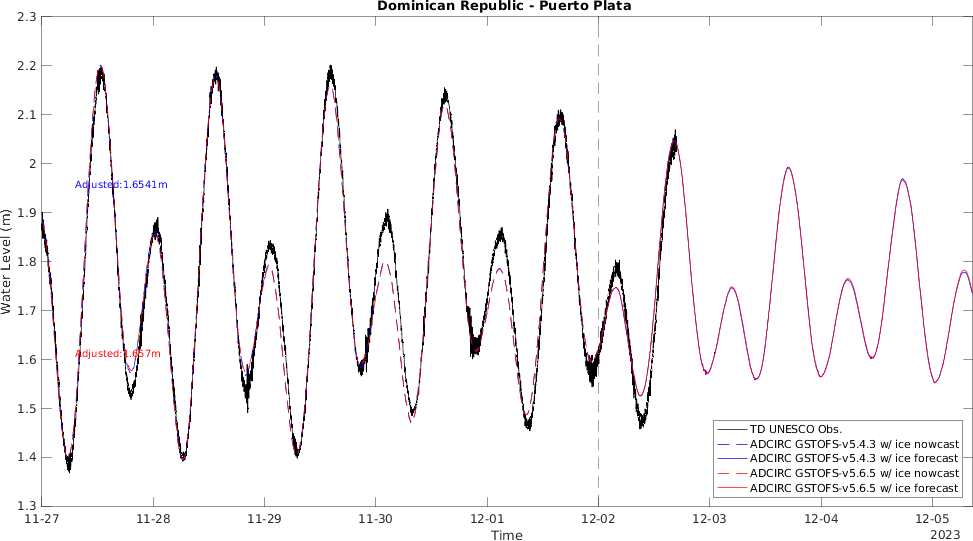 Dominican Republic - Puerto Plata
2.3
2.2
2.1
2
1.9
1.8
1.7
1.6
1.5
1.4
1.3
Water Level (m)
Adjusted:1.6541m
Adjusted:1.657m
TD UNESCO Obs.
ADCIRC GSTOFS-v5.4.3 w/ ice nowcast
ADCIRC GSTOFS-v5.4.3 w/ ice forecast
ADCIRC GSTOFS-v5.6.5 w/ ice nowcast
ADCIRC GSTOFS-v5.6.5 w/ ice forecast
11-27 11-28 11-29 11-30 12-01 12-02 12-03 12-04 12-05
Time
2023